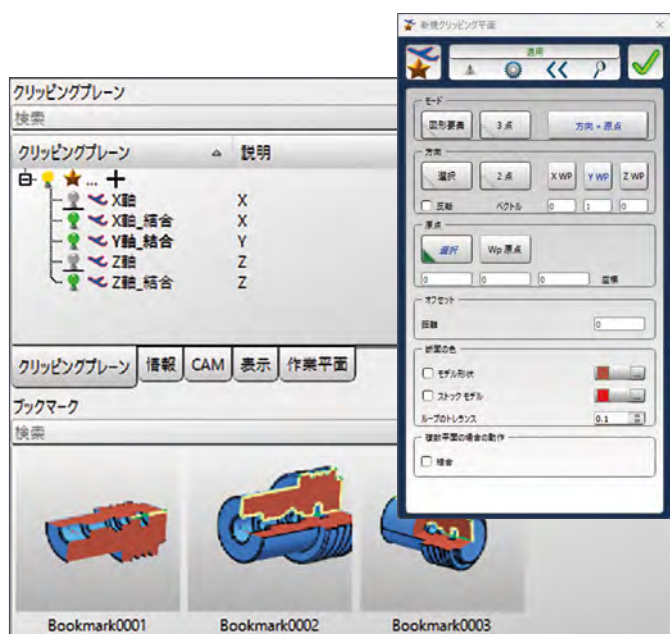 新規クリッピング平面
適用
モード
図形要素
3 点
方向 + 原点
方向
選択
2 点
X WP
Y WP
Z WP
反転
ベクトル
0
1
0
原点
選択
Wp 原点
0
0
0
座標
オフセット
距離
0
断面の色
モデル形状
...
ストック モデル
...
ループのトレランス
0.1
複数平面の場合の動作
結合
クリッピングプレーン
検索
クリッピングプレーン
説明
...
X軸 X
X軸_結合 X
Y軸_結合 Y
Z軸 Z
Z軸_結合 Z
クリッピングプレーン
情報
CAM
表示
作業平面
ブックマーク
検索
Bookmark0001
Bookmark0002
Bookmark0003